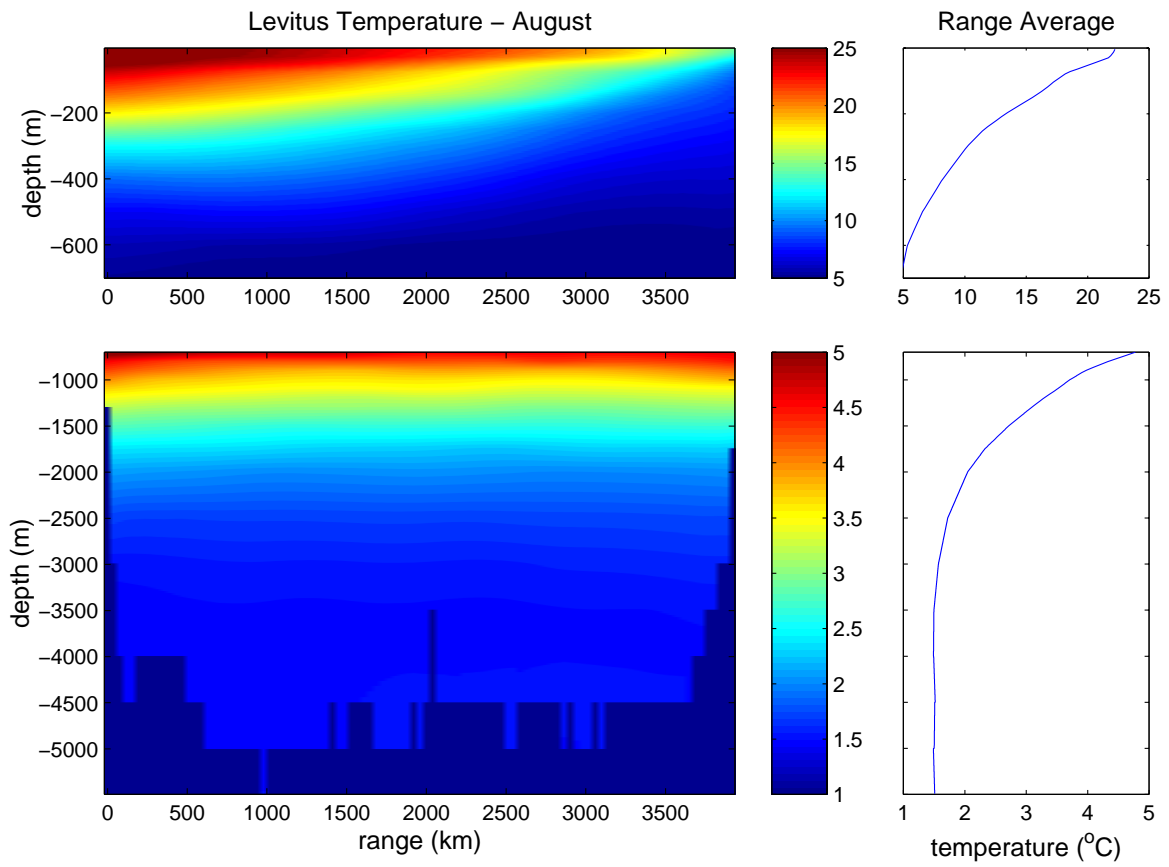 Levitus Temperature − August
Range Average
depth (m)
−200
−400
−600
0 500 1000 1500 2000 2500 3000 3500
25
20
15
10
5
5 10 15 20 25
depth (m)
−1000
−1500
−2000
−2500
−3000
−3500
−4000
−4500
−5000
0 500 1000 1500 2000 2500 3000 3500
range (km)
5
4.5
4
3.5
3
2.5
2
1.5
1
1 2 3 4 5
temperature (°C)